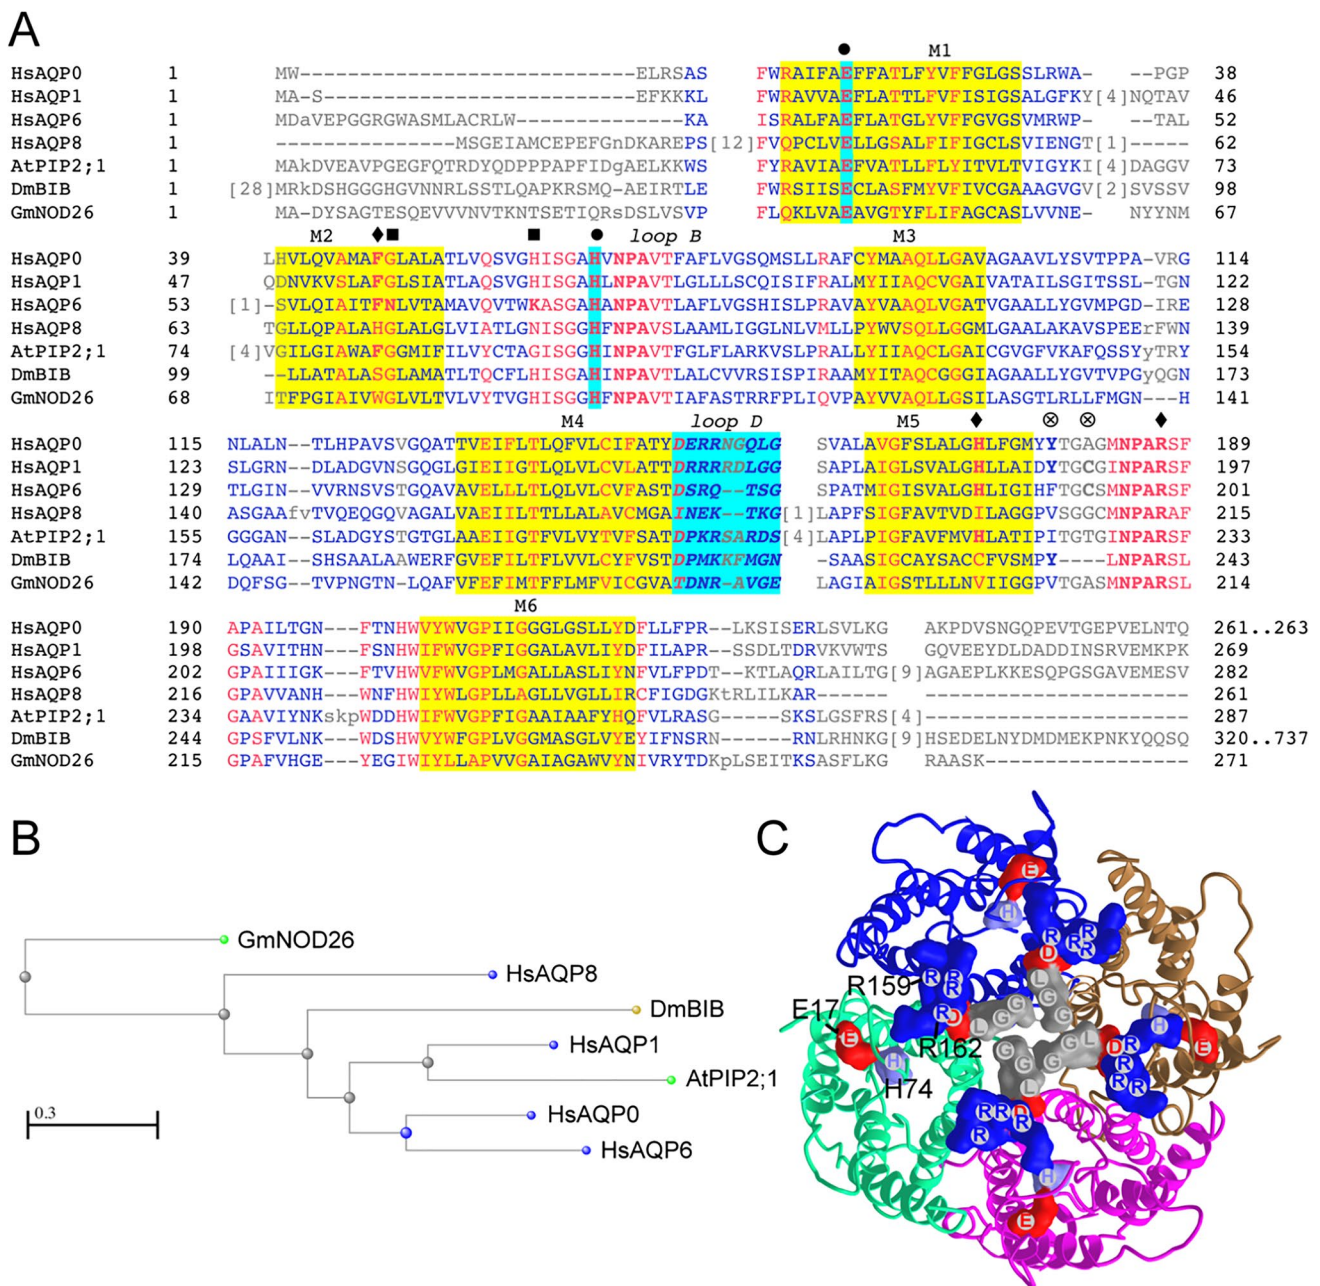 A
● M1
HsAQP0 1 MW----------------------------ELRSAS FWRAIFAEFFATLFYVFFGLGSSLRWA- --PGP 38
HsAQP1 1 MA-S--------------------------EFKKKL FWRAVVAEFLATTLFVFISIGSALGFKY[4]NQTAV 46
HsAQP6 1 MDaVEPGGRGWASMLACRLW--------------KA ISRALFAEFLATGLYVFFGVGSVMRWP- --TAL 52
HsAQP8 1 ---------------MSGEIAMCEPEFGnDKAREPS[12]FVQPCLVELLGSALFIFIGCLSVIENGT[1]-----GT 62
AtPIP2;1 1 MAkDVEAVPGEGFQTRDYQDPPPAPFIDgAELKKWS FYRAVIAEFVATLLFLYITVLTVIGYKI[4]DAGGV 73
DmBIB 1 [28]MRkDSHGGGHGVNNRLSSTLQAPKRSMQ-AEIRTLE FWRSIISECLASFMYVFIVCGAAAGVGV[2]SVSSV 98
GmNOD26 1 MA-DYSAGTESQEVVVNVTKNTSETIQRsDSLVSVP FLQKLVAEAVGTYFLIFAGCASLVVNE- NYYNM 67
M2 ♦■ ■ ● loop B M3
HsAQP0 39 LHVLQVAMAFGLALATLVQSVGHISGAHVNPAVTFAFLVGSQMSLLRAFCYMAAQLLGAVAGAAVLYSVTPPA-VRG 114
HsAQP1 47 QDNVKVSLAFGLSIATLAQSVGHISGAHLNPAVTLGLLLSCQISIFRALMYIIAQCVGAIVATAILSGITSSL-TGN 122
HsAQP6 53 [1]-SVLQIAITFNLVTAMAVQVTWKASGAHANPAVTLAFLVGSHISLPRAVAYVAAQLVGATVGAALLYGVMPGD-IRE 128
HsAQP8 63 TGLLQPALAHGLALGLVIATLGNISGGHFNPAVSLAAMLIGGLNLVMLLPYWVSQLLGGMLGAALAKAVSPEErFWN 139
AtPIP2;1 74 [4]VGILGIAWAFGGMIFILVYCTAGISGGHINPAVTFGLFLARKVSLPRALLYIIAQCLGAICGVGFVKAFQSSYyTRY 154
DmBIB 99 --LLATALASGLAMATLTQCFLHISGAHINPAVTLALCVVRSISPIRAAMYITAQCGGGIAGAALLYGVTVPGyQGN 173
GmNOD26 68 ITFPGIAIVWGLVLTVLVYTVGHISGGHFNPAVTIAFASTRRFPLIQVPAYVVAQLLGSILASGTLRLLFMGN---H 141
M4 loop D M5 ♦ ⊗ ⊗ ♦
HsAQP0 115 NLALN--TLHPAVSVGQATTVEIFLTLQFVLCIFATYDERRNGQLG SVALAVGFSLALGHLFGMYYTGAGMNPARSF 189
HsAQP1 123 SLGRN--DLADGVNSGQGLGIEIIGTLQLVLCVLATTDRRRRDLGG SAPLAIGLSVALGHLLAIDYTGCGINPARSF 197
HsAQP6 129 TLGIN--VVRNSVSTGQAVAVELLLTLQLVLCVFASTDSRQ--TSG SPATMIGISVALGHLIGIHFTGCSMNPARSF 201
HsAQP8 140 ASGAAfvTVQEQGQVAGALVAEIILTTLLALAVCMGAINEK--TKG[1]LAPFSIGFAVTVDILAGGPVSGGCMNPARAF 215
AtPIP2;1 155 GGGAN--SLADGYSTGTGLAAEIIGTFVLVYTVFSATDPKRSARDS[4]LAPLPIGFAVFMVHLATIPITGTGINPARSF 233
DmBIB 174 LQAAI--SHSAALAAWERFGVEFILTFLVVLCYFVSTDPMKKFMGN -SAASIGCAYSACCFVSMPY----LNPARSL 243
GmNOD26 142 DQFSG--TVPNGTN-LQAFVFEFIMTFFLMFVICGVATDNR-AVGE LAGIAIGSTLLLNVIIGGPVTGASMNPARSL 214
M6
HsAQP0 190 APAILTGN---FTNHWVYWVGPIIGGGLGSLLYDFLLFPR--LKSISERLSVLKG AKPDVSNGQPEVTGEPVELNTQ 261..263
HsAQP1 198 GSAVITHN---FSNHWIFWVGPFIGGALAVLIYDFILAPR--SSDLTDRVKVWTS GQVEEYDLDADDINSRVEMKPK 269
HsAQP6 202 GPAIIIGK---FTVHWVFWVGPLMGALLASLIYNFVLFPDT-KTLAQRLAILTG[9]AGAEPLKKESQPGSGAVEMESV 282
HsAQP8 216 GPAVVANH---WNFHWIYWLGPLLAGLLVGLLIRCFIGDGKtRLILKAR------ ---------------------- 261
AtPIP2;1 234 GAAVIYNKskpWDDHWIFWVGPFIGAAIAAFYHQFVLRASG-----SKSLGSFRS[4]---------------------- 287
DmBIB 244 GPSFVLNK---WDSHWVYWFGPLVGGMASGLVYEYIFNSRN------RNLRHNKG[9]HSEDELNYDMDMEKPNKYQQSQ 320..737
GmNOD26 215 GPAFVHGE---YEGIWIYLLAPVVGAIAGAWVYNIVRYTDKpLSEITKSASFLKG RAASK----------------- 271
B
GmNOD26
HsAQP8
DmBIB
HsAQP1
AtPIP2;1
HsAQP0
HsAQP6
0.3
C
E
H
R R R R
D
R159
R R R
R D
R162
E17
E
H
H74
L G G
L G G
G G L
G G L
D R R R R
H
E
R R R D R
H
E